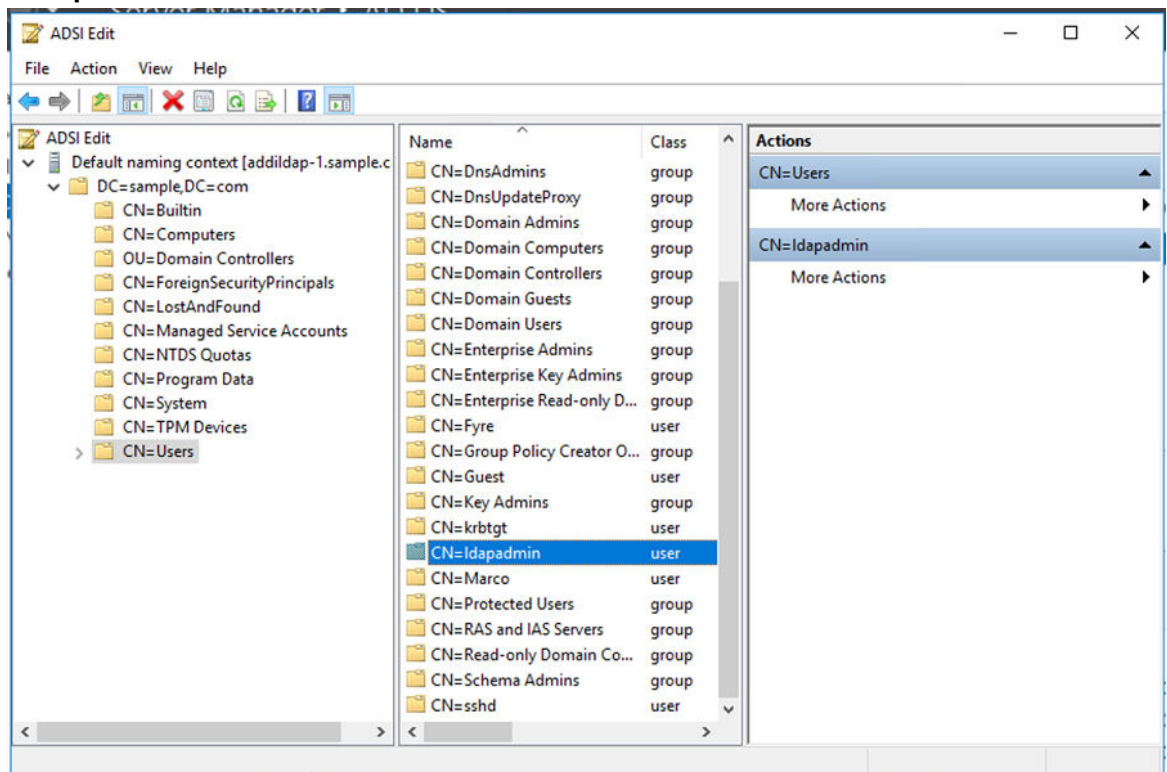 ADSI Edit
File Action View Help
ADSI Edit
Default naming context [addildap-1.sample.c
DC=sample,DC=com
CN=Builtin
CN=Computers
OU=Domain Controllers
CN=ForeignSecurityPrincipals
CN=LostAndFound
CN=Managed Service Accounts
CN=NTDS Quotas
CN=Program Data
CN=System
CN=TPM Devices
CN=Users
Name Class
CN=DnsAdmins group
CN=DnsUpdateProxy group
CN=Domain Admins group
CN=Domain Computers group
CN=Domain Controllers group
CN=Domain Guests group
CN=Domain Users group
CN=Enterprise Admins group
CN=Enterprise Key Admins group
CN=Enterprise Read-only D... group
CN=Fyre user
CN=Group Policy Creator O... group
CN=Guest user
CN=Key Admins group
CN=krbtgt user
CN=ldapadmin user
CN=Marco user
CN=Protected Users group
CN=RAS and IAS Servers group
CN=Read-only Domain Co... group
CN=Schema Admins group
CN=sshd user
Actions
CN=Users
More Actions
CN=ldapadmin
More Actions